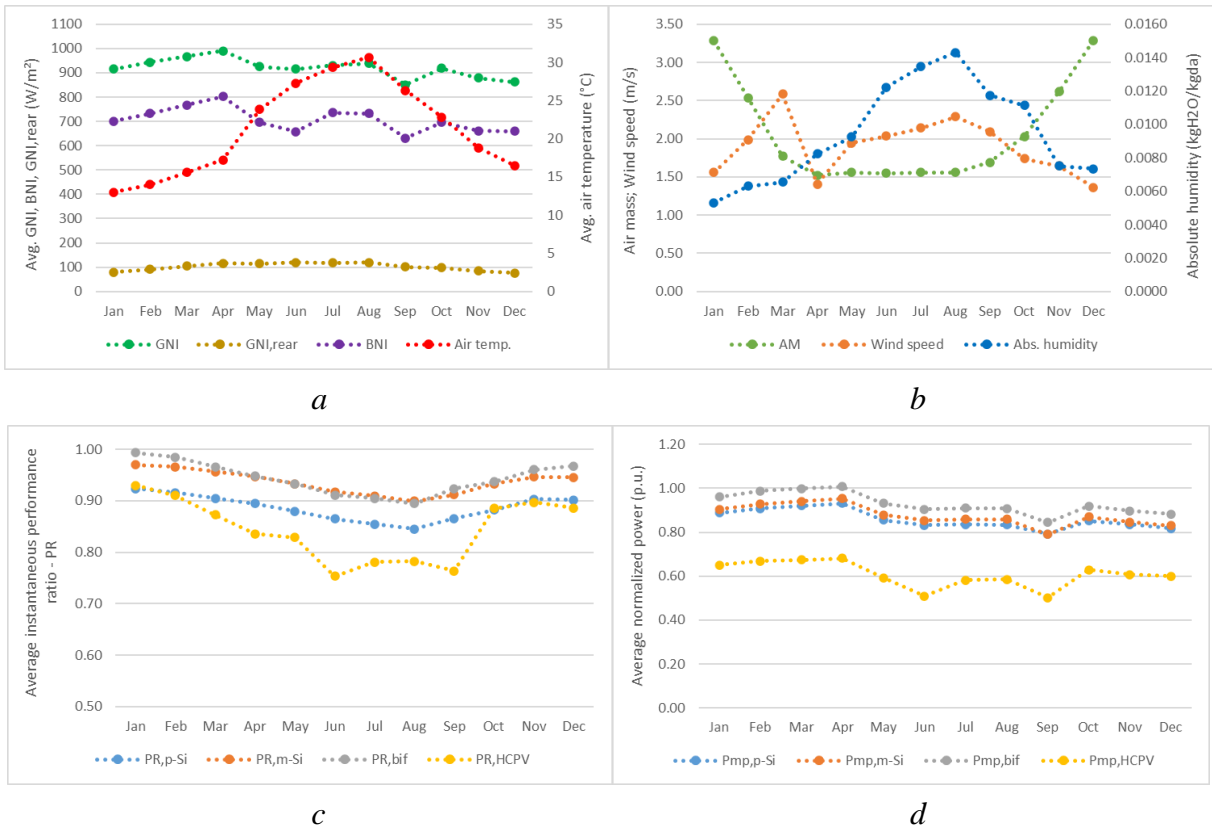 Avg. GNI, BNI, GNI,rear (W/m²)
1100
1000
900
800
700
600
500
400
300
200
100
0
35
30
25
20
15
10
5
0
Avg. air temperature (°C)
Jan Feb Mar Apr May Jun Jul Aug Sep Oct Nov Dec
GNI GNI,rear BNI Air temp.
a
Air mass; Wind speed (m/s)
3.50
3.00
2.50
2.00
1.50
1.00
0.50
0.00
0.0160
0.0140
0.0120
0.0100
0.0080
0.0060
0.0040
0.0020
0.0000
Absolute humidity (kgH2O/kgda)
Jan Feb Mar Apr May Jun Jul Aug Sep Oct Nov Dec
AM Wind speed Abs. humidity
b
Average instantaneous performance
ratio - PR
1.00
0.90
0.80
0.70
0.60
0.50
Jan Feb Mar Apr May Jun Jul Aug Sep Oct Nov Dec
PR,p-Si PR,m-Si PR,bif PR,HCPV
c
Average normalized power (p.u.)
1.20
1.00
0.80
0.60
0.40
0.20
0.00
Jan Feb Mar Apr May Jun Jul Aug Sep Oct Nov Dec
Pmp,p-Si Pmp,m-Si Pmp,bif Pmp,HCPV
d